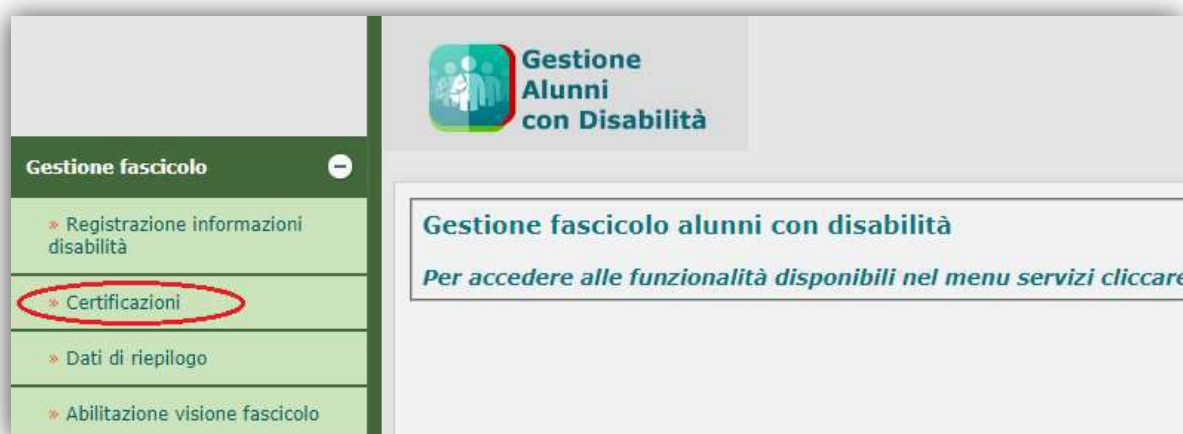 Gestione
Alunni
con Disabilità
Gestione fascicolo
» Registrazione informazioni
disabilità
» Certificazioni
» Dati di riepilogo
» Abilitazione visione fascicolo
Gestione fascicolo alunni con disabilità
Per accedere alle funzionalità disponibili nel menu servizi cliccare